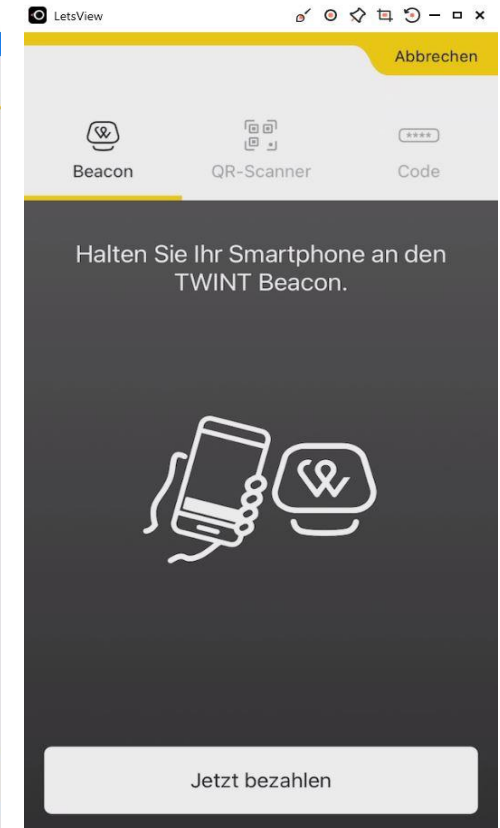 LetsView
Abbrechen
Beacon
QR-Scanner
Code
Halten Sie Ihr Smartphone an den
TWINT Beacon.
Jetzt bezahlen